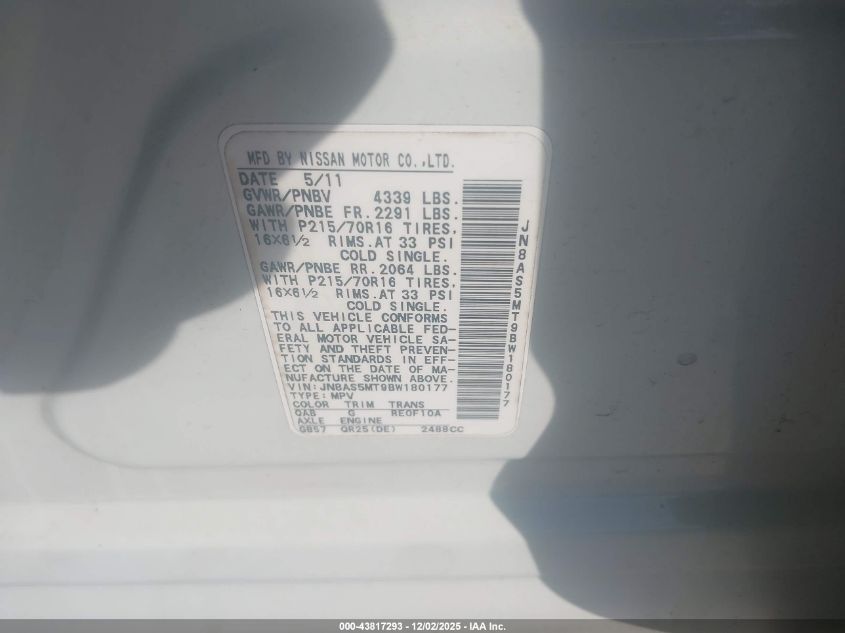 MFD BY NISSAN MOTOR CO.,LTD.
DATE 5/11
GVWR/PNBV 4339 LBS.
GAWR/PNBE FR.2291 LBS.
WITH P215/70R16 TIRES,
16X6½ RIMS.AT 33 PSI
COLD SINGLE.
GAWR/PNBE RR.2064 LBS.
WITH P215/70R16 TIRES,
16X6½ RIMS.AT 33 PSI
COLD SINGLE.
THIS VEHICLE CONFORMS
TO ALL APPLICABLE FED-
ERAL MOTOR VEHICLE SA-
FETY AND THEFT PREVEN-
TION STANDARDS IN EFF-
ECT ON THE DATE OF MA-
NUFACTURE SHOWN ABOVE.
VIN: JN8AS5MT9BW180177
TYPE: MPV
COLOR TRIM TRANS
QAB G RE0F10A
AXLE ENGINE
GB57 QR25(DE) 2488CC
JN8AS5MT9BW180177
000-43817293 - 12/02/2025 - IAA Inc.